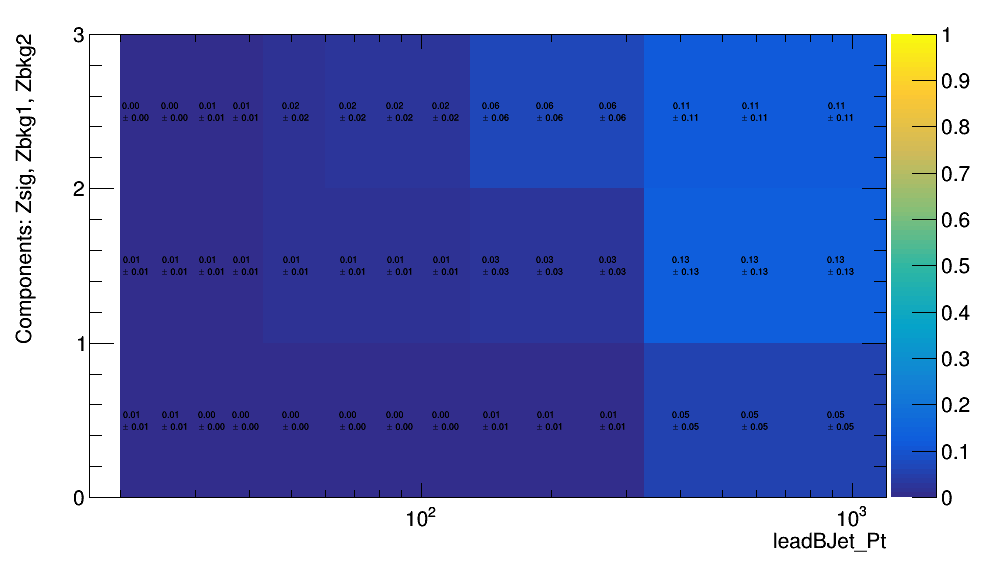 Components: Zsig, Zbkg1, Zbkg2
3
2
1
0
0.00 0.00 0.01 0.01 0.02 0.02 0.02 0.02 0.06 0.06 0.06 0.11 0.11 0.11
± 0.00 ± 0.00 ± 0.01 ± 0.01 ± 0.02 ± 0.02 ± 0.02 ± 0.02 ± 0.06 ± 0.06 ± 0.06 ± 0.11 ± 0.11 ± 0.11
0.01 0.01 0.01 0.01 0.01 0.01 0.01 0.01 0.03 0.03 0.03 0.13 0.13 0.13
± 0.01 ± 0.01 ± 0.01 ± 0.01 ± 0.01 ± 0.01 ± 0.01 ± 0.01 ± 0.03 ± 0.03 ± 0.03 ± 0.13 ± 0.13 ± 0.13
0.01 0.01 0.00 0.00 0.00 0.00 0.00 0.00 0.01 0.01 0.01 0.05 0.05 0.05
± 0.01 ± 0.01 ± 0.00 ± 0.00 ± 0.00 ± 0.00 ± 0.00 ± 0.00 ± 0.01 ± 0.01 ± 0.01 ± 0.05 ± 0.05 ± 0.05
10² 10³
leadBJet_Pt
1
0.9
0.8
0.7
0.6
0.5
0.4
0.3
0.2
0.1
0